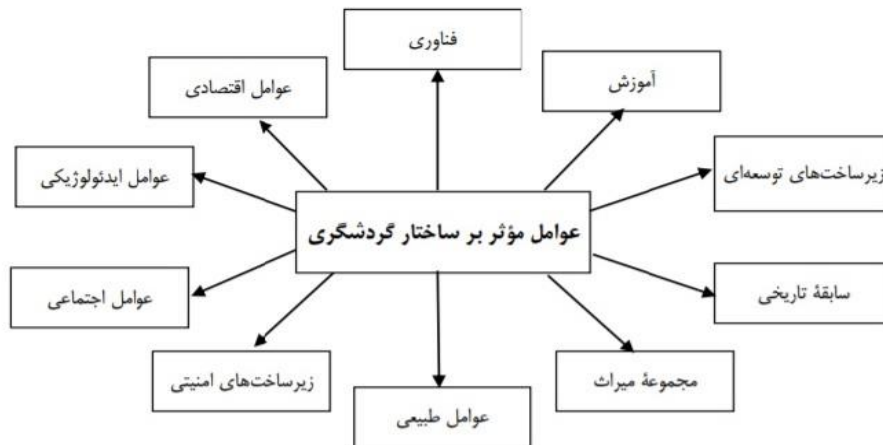 فناوری
آموزش
عوامل اقتصادی
زیرساخت‌های توسعه‌ای
عوامل ایدئولوژیکی
عوامل مؤثر بر ساختار گردشگری
سابقهٔ تاریخی
عوامل اجتماعی
زیرساخت‌های امنیتی
مجموعهٔ میراث
عوامل طبیعی